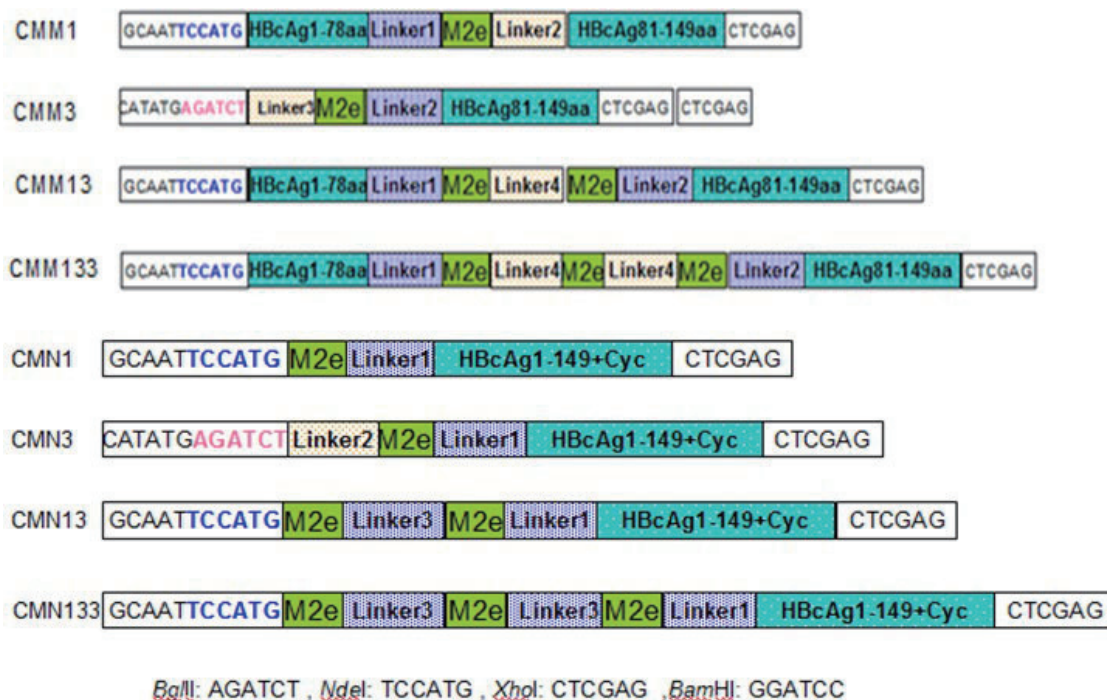 CMM1 GCAATTCCATG HBcAg1-78aa Linker1 M2e Linker2 HBcAg81-149aa CTCGAG
CMM3 CATATGAGATCT Linker3 M2e Linker2 HBcAg81-149aa CTCGAG CTCGAG
CMM13 GCAATTCCATG HBcAg1-78aa Linker1 M2e Linker4 M2e Linker2 HBcAg81-149aa CTCGAG
CMM133 GCAATTCCATG HBcAg1-78aa Linker1 M2e Linker4 M2e Linker4 M2e Linker2 HBcAg81-149aa CTCGAG
CMN1 GCAATTCCATG M2e Linker1 HBcAg1-149+Cyc CTCGAG
CMN3 CATATGAGATCT Linker2 M2e Linker1 HBcAg1-149+Cyc CTCGAG
CMN13 GCAATTCCATG M2e Linker3 M2e Linker1 HBcAg1-149+Cyc CTCGAG
CMN133 GCAATTCCATG M2e Linker3 M2e Linker3 M2e Linker1 HBcAg1-149+Cyc CTCGAG
BglII: AGATCT , NdeI: TCCATG , XhoI: CTCGAG ,BamHI: GGATCC